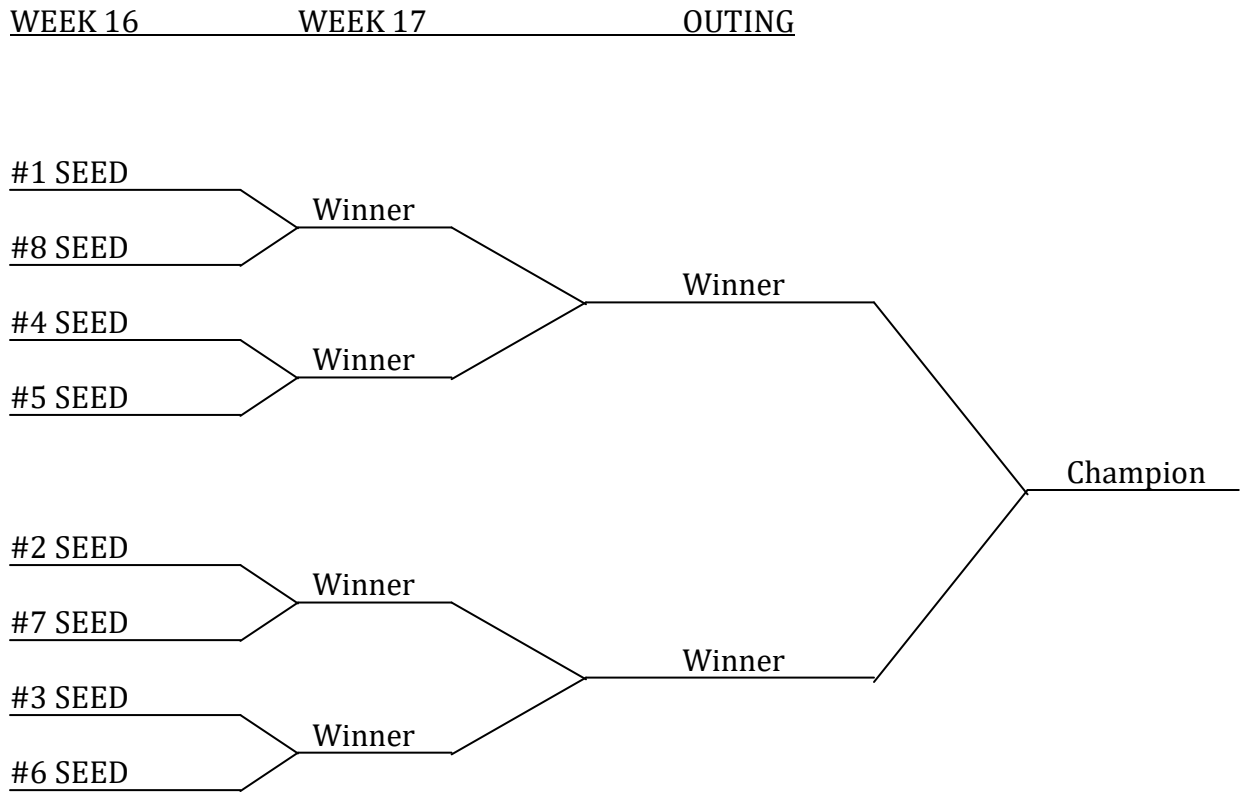 WEEK 16 WEEK 17 OUTING
#1 SEED
Winner
#8 SEED
Winner
#4 SEED
Winner
#5 SEED
Champion
#2 SEED
Winner
#7 SEED
Winner
#3 SEED
Winner
#6 SEED